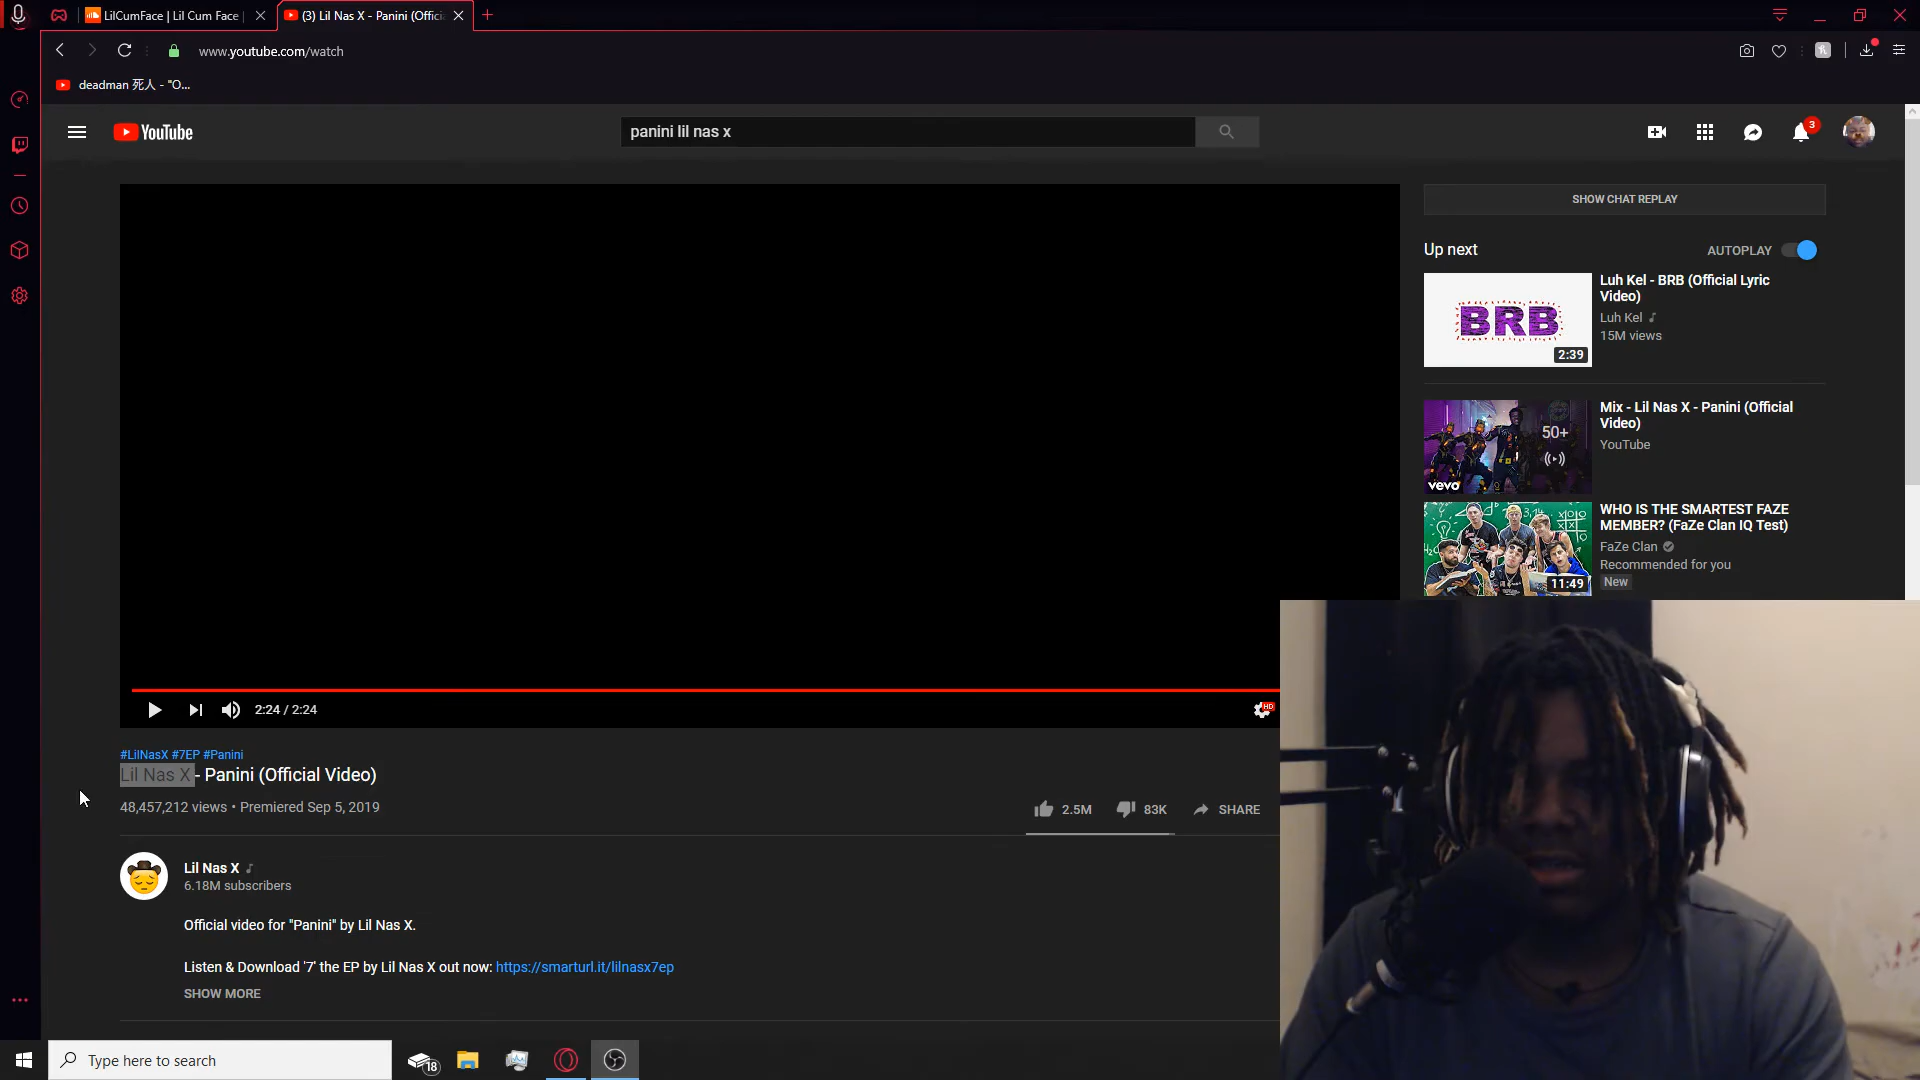 LilCumFace | Lil Cum Face
(3) Lil Nas X - Panini (Offici
www.youtube.com/watch
deadman 死人 - "O...
YouTube
panini lil nas x
3
SHOW CHAT REPLAY
Up next
AUTOPLAY
BRB
2:39
Luh Kel - BRB (Official Lyric
Video)
Luh Kel
15M views
50+
vevo
Mix - Lil Nas X - Panini (Official
Video)
YouTube
11:49
WHO IS THE SMARTEST FAZE
MEMBER? (FaZe Clan IQ Test)
FaZe Clan
Recommended for you
New
2:24 / 2:24
HD
#LilNasX #7EP #Panini
Lil Nas X - Panini (Official Video)
48,457,212 views • Premiered Sep 5, 2019
2.5M
83K
SHARE
Lil Nas X
6.18M subscribers
Official video for "Panini" by Lil Nas X.
Listen & Download '7' the EP by Lil Nas X out now: https://smarturl.it/lilnasx7ep
SHOW MORE
Type here to search
18